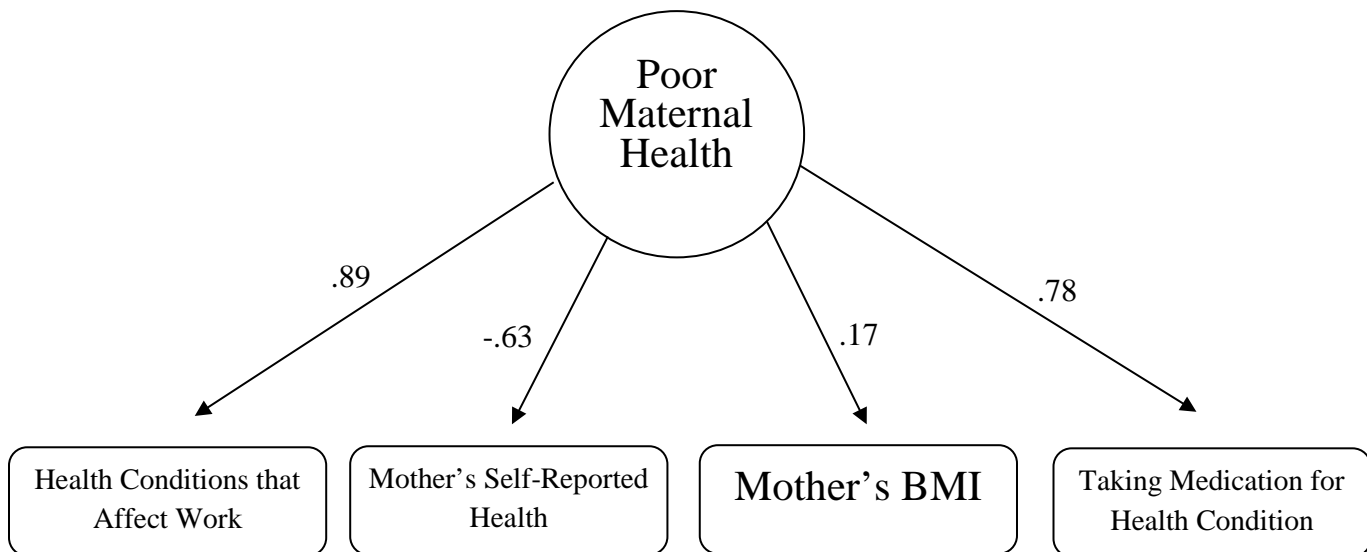 Poor
Maternal
Health
.89
-.63
.17
.78
Health Conditions that
Affect Work
Mother’s Self-Reported
Health
Mother’s BMI
Taking Medication for
Health Condition